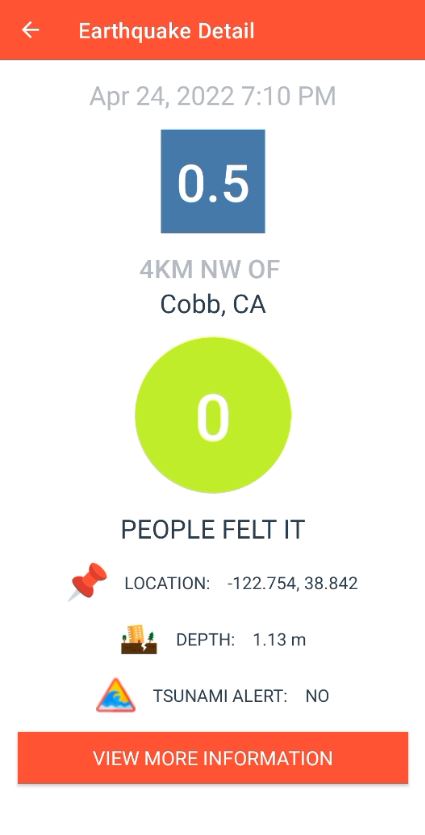 Earthquake Detail
Apr 24, 2022 7:10 PM
0.5
4KM NW OF
Cobb, CA
0
PEOPLE FELT IT
LOCATION: -122.754, 38.842
DEPTH: 1.13 m
TSUNAMI ALERT: NO
VIEW MORE INFORMATION